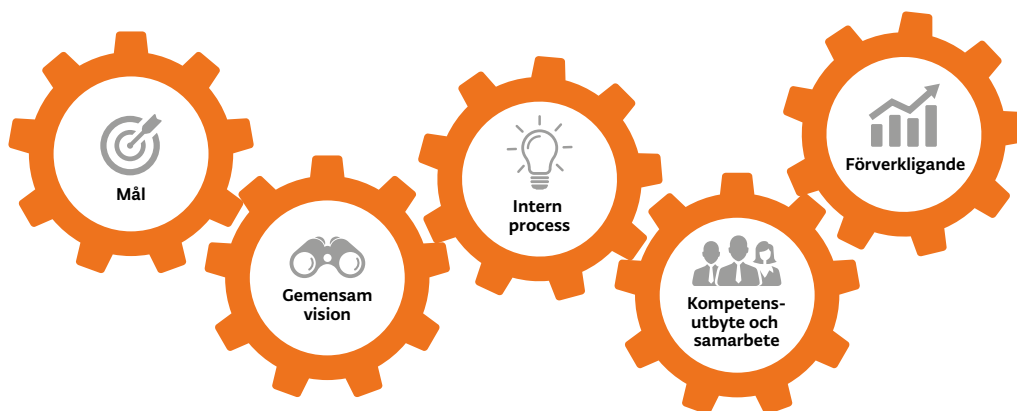 Mål
Gemensam
vision
Intern
process
Kompetens-
utbyte och
samarbete
Förverkligande